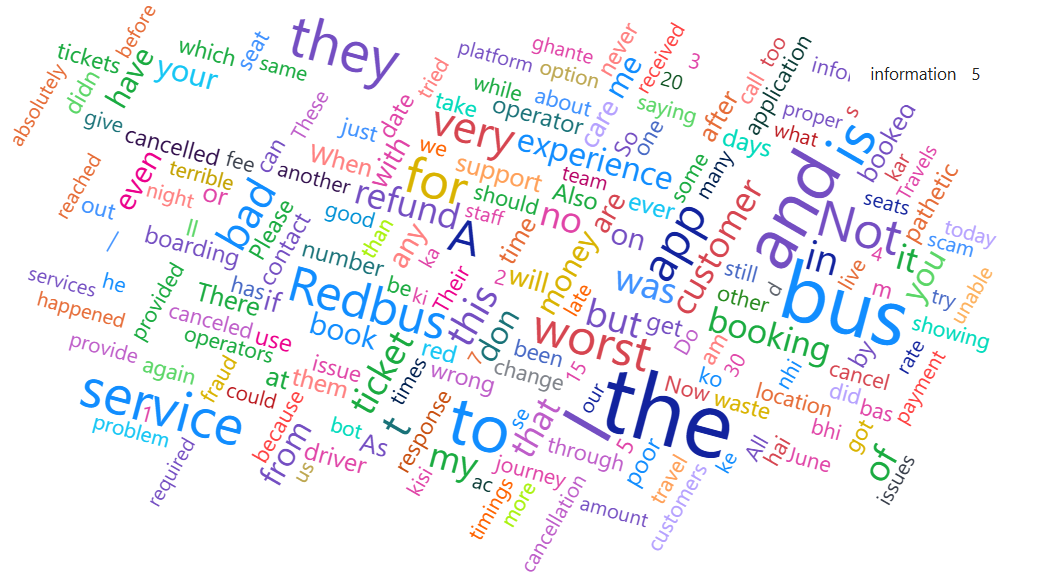 they
before
tickets
which
seat
same
your
have
didn
absolutely
give
cancelled
fee
can
These
platform
ghante
option
never
me
received
3
20
tried
while
about
saying
care
operator
take
date
just
with
we
very
experience
So
one
after
call
too
application
info
information 5
proper
s
what
is
booked
kar
Travels
days
many
some
and
seats
pathetic
reached
even
terrible
night
or
another
When
for
support
team
refund
should
Also
ever
staff
no
are
good
than
any
out
/
ll
bad
Please
contact
boarding
number
A
ka
time
on
app
customer
Not
it
in
4
you
scam
today
unable
still
live
m
try
other
d
bus
showing
services
he
happened
provided
There
has
if
be
ki
Their
2
will
money
late
was
Redbus
this
canceled
use
operators
book
don
but
get
Do
booking
by
rate
provide
again
fraud
at
issue
them
ticket
times
red
been
7
wrong
change
15
worst
am
30
ko
nhi
cancel
payment
service
1
problem
could
because
bot
As
t
response
to
se
that
I
our
the
Now
waste
location
did
bas
required
from
us
driver
my
kisi
ac
journey
through
5
poor
ke
All
hai
bhi
June
got
of
issues
timings
more
cancellation
amount
travel
customers